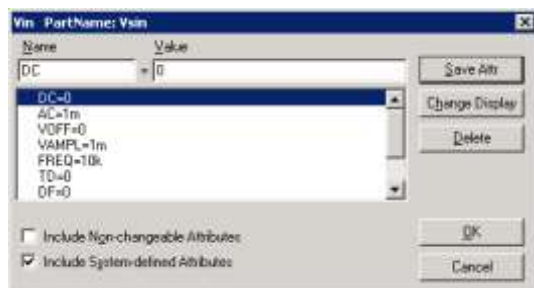 Vin PartName: Vsin
Name Value
DC = 0
Save Attr
DC=0
AC=1m
VOFF=0
VAMPL=1m
FREQ=10k
TD=0
DF=0
Change Display
Delete
Include Non-changeable Attributes
Include System-defined Attributes
OK
Cancel